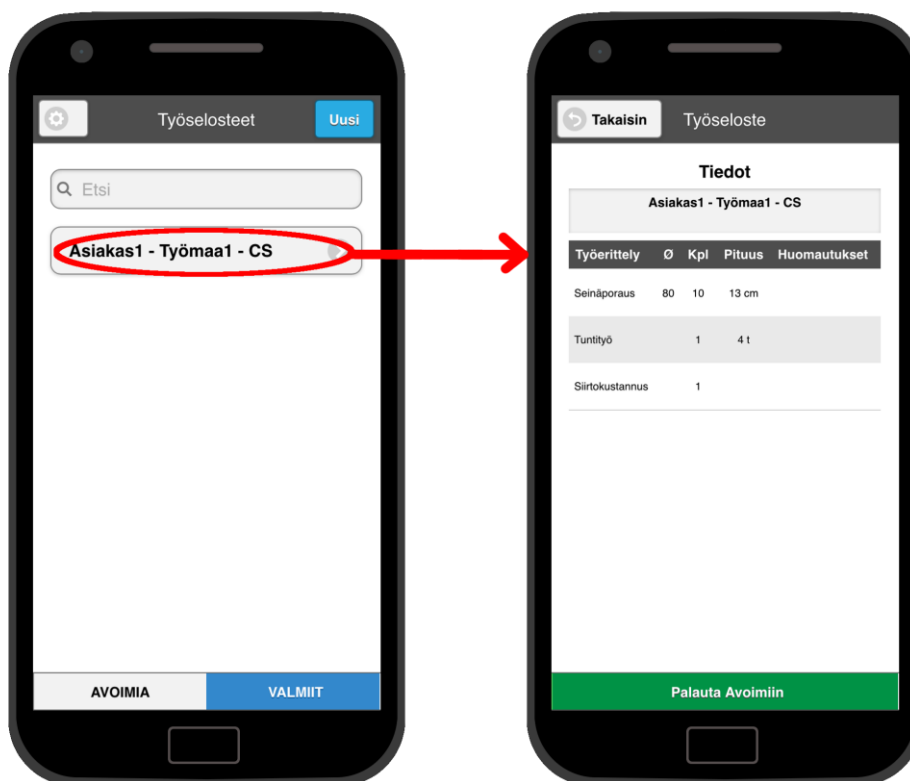 Työselosteet Uusi
Etsi
Asiakas1 - Työmaa1 - CS
AVOIMIA VALMIIT
Takaisin Työseloste
Tiedot
Asiakas1 - Työmaa1 - CS
Työerittely Ø Kpl Pituus Huomautukset
Seinäporaus 80 10 13 cm
Tuntityö 1 4 t
Siirtokustannus 1
Palauta Avoimiin